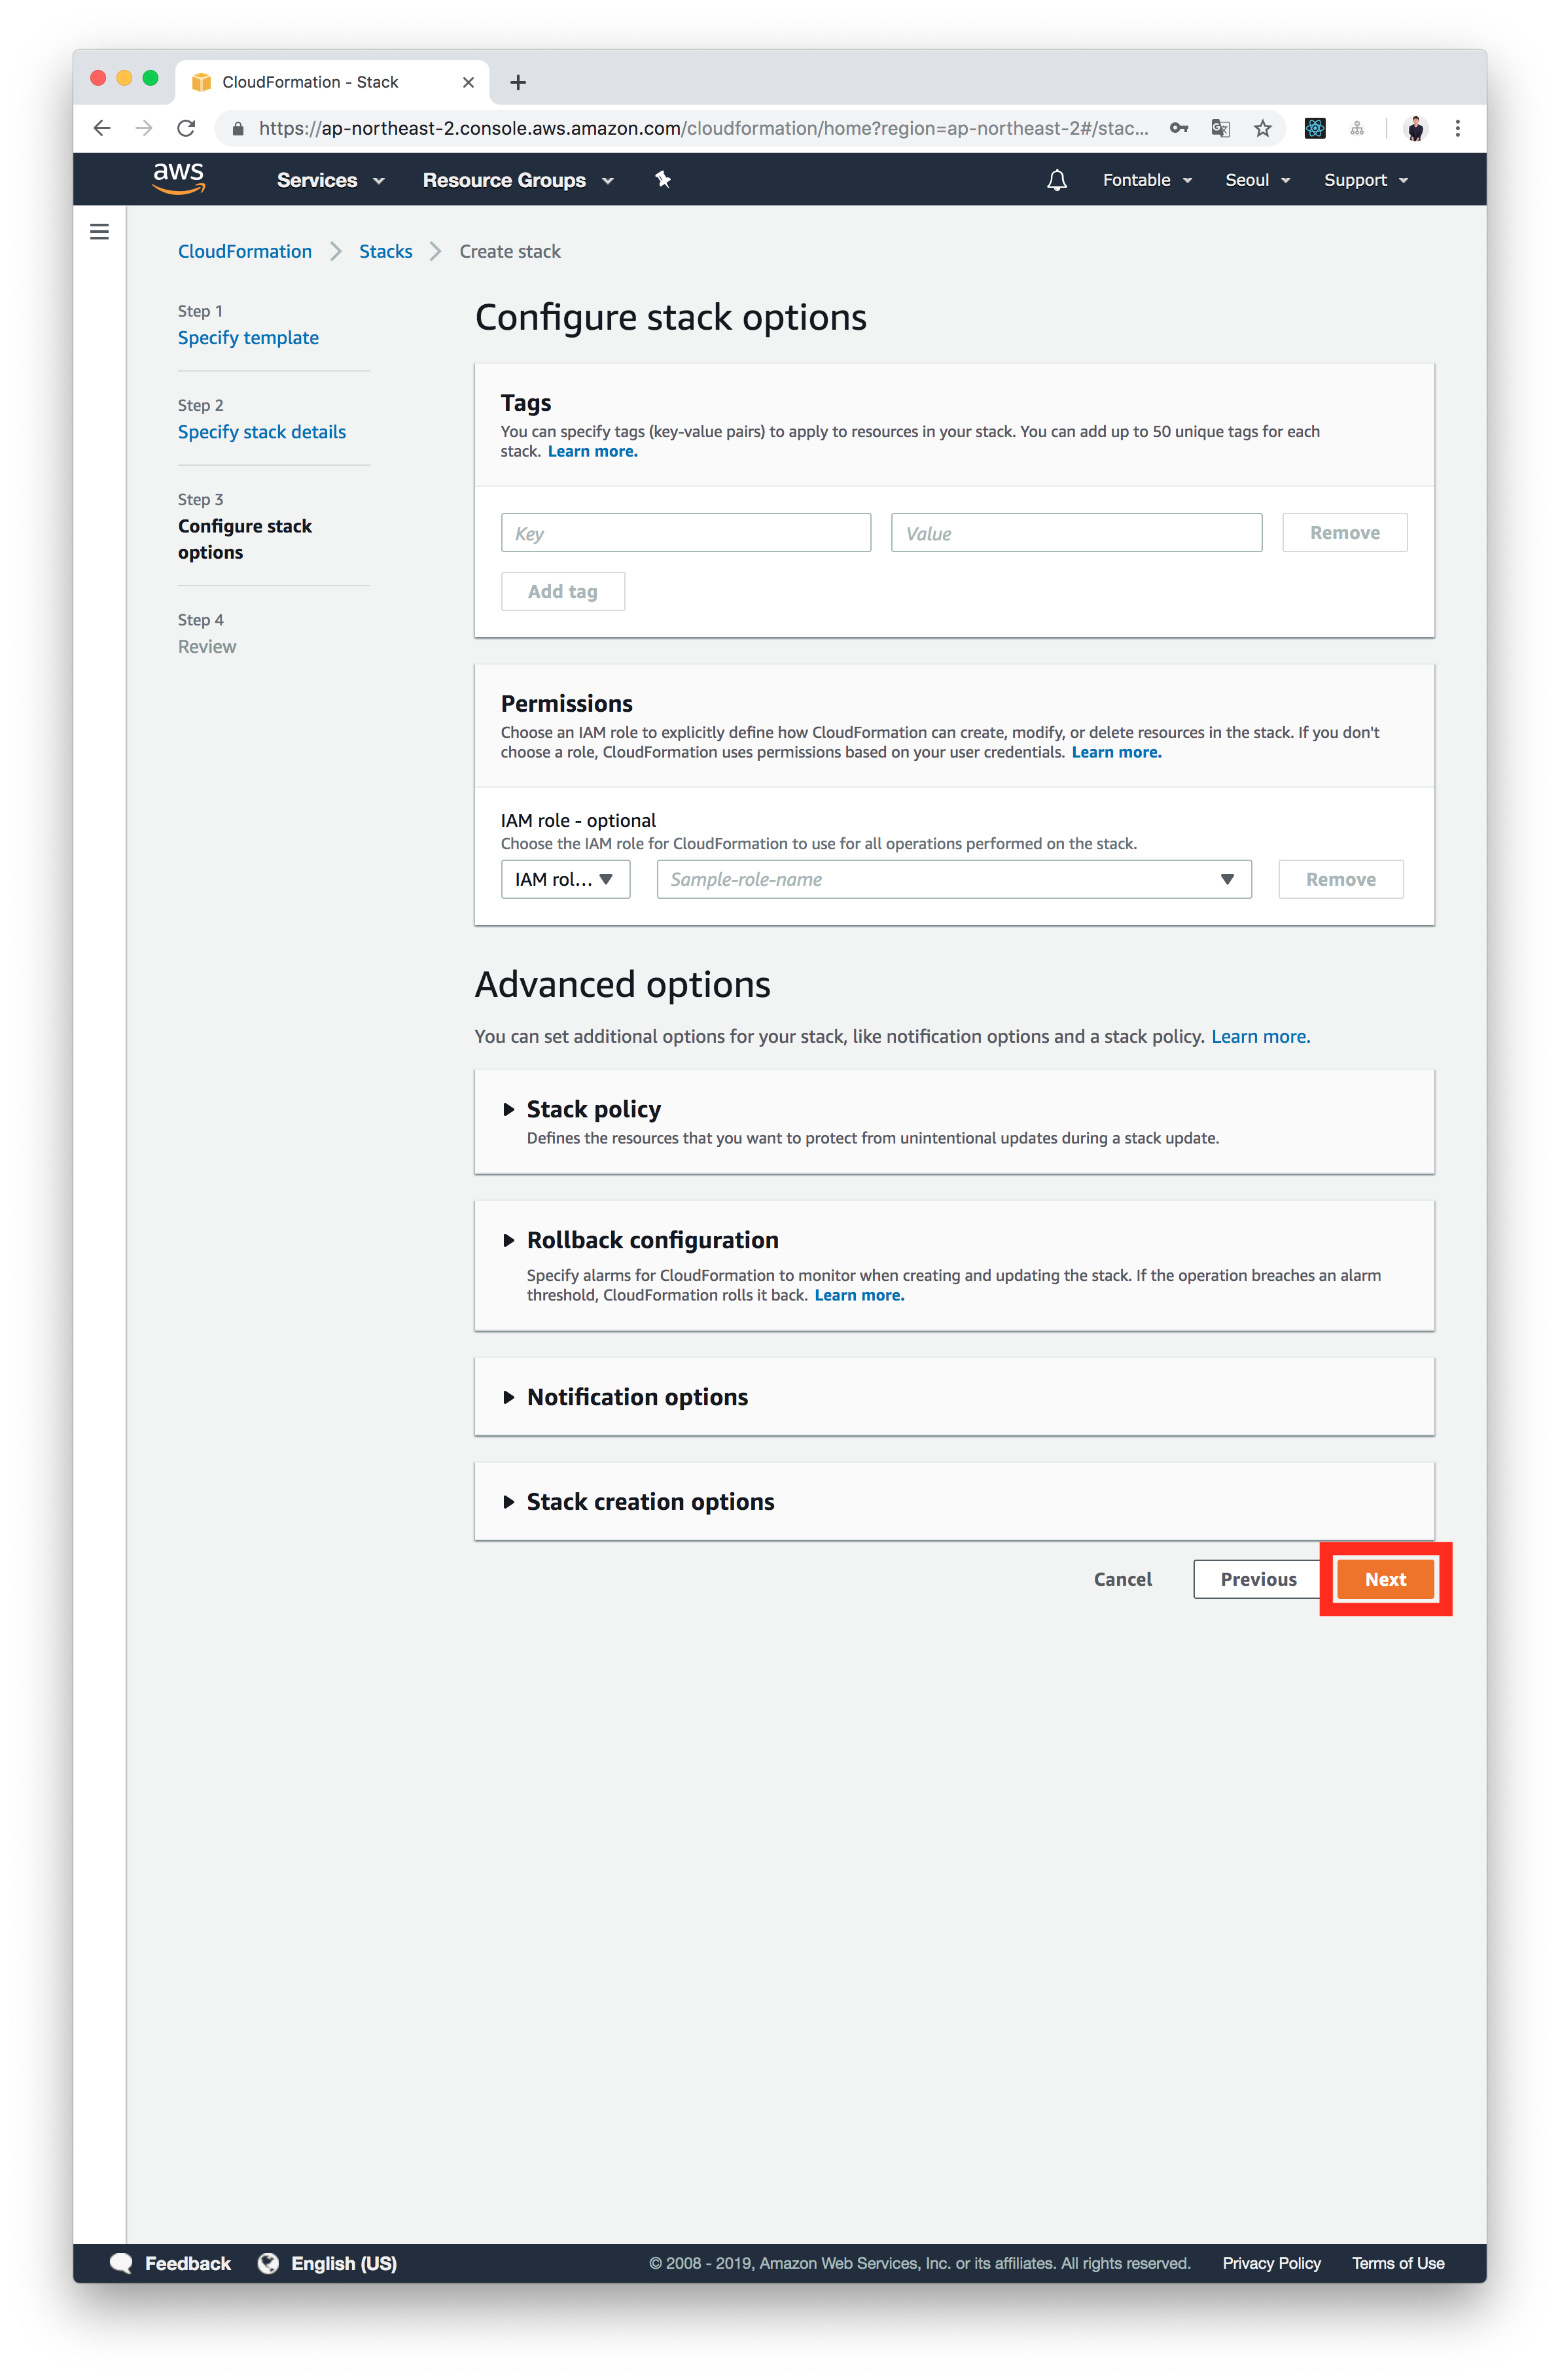 CloudFormation - Stack
https://ap-northeast-2.console.aws.amazon.com/cloudformation/home?region=ap-northeast-2#/stac...
aws
Services
Resource Groups
Fontable
Seoul
Support
CloudFormation
Stacks
Create stack
Step 1
Specify template
Step 2
Specify stack details
Step 3
Configure stack
options
Step 4
Review
Configure stack options
Tags
You can specify tags (key-value pairs) to apply to resources in your stack. You can add up to 50 unique tags for each
stack. Learn more.
Key
Value
Remove
Add tag
Permissions
Choose an IAM role to explicitly define how CloudFormation can create, modify, or delete resources in the stack. If you don't
choose a role, CloudFormation uses permissions based on your user credentials. Learn more.
IAM role - optional
Choose the IAM role for CloudFormation to use for all operations performed on the stack.
IAM rol...
Sample-role-name
Remove
Advanced options
You can set additional options for your stack, like notification options and a stack policy. Learn more.
Stack policy
Defines the resources that you want to protect from unintentional updates during a stack update.
Rollback configuration
Specify alarms for CloudFormation to monitor when creating and updating the stack. If the operation breaches an alarm
threshold, CloudFormation rolls it back. Learn more.
Notification options
Stack creation options
Cancel
Previous
Next
Feedback
English (US)
© 2008 - 2019, Amazon Web Services, Inc. or its affiliates. All rights reserved.
Privacy Policy
Terms of Use